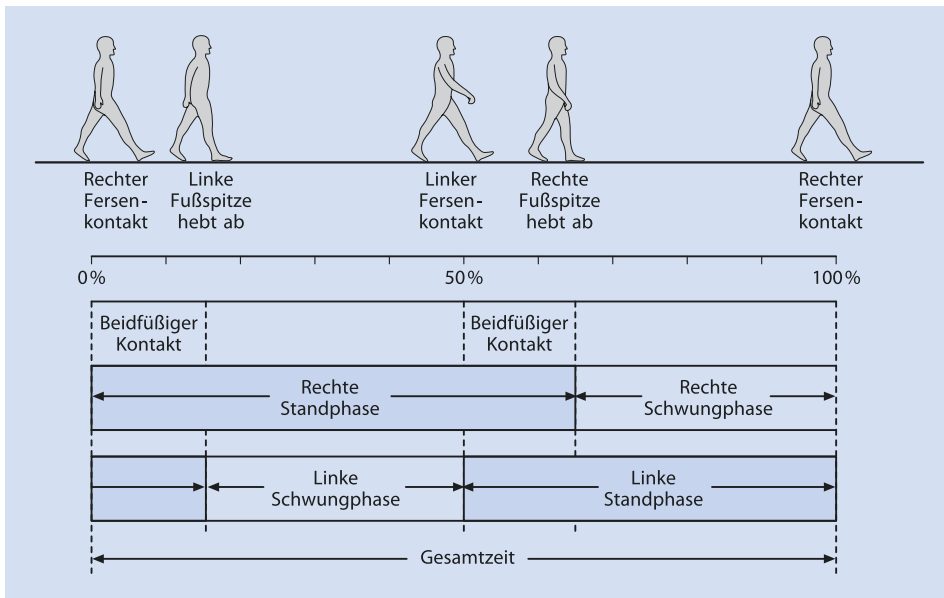 Rechter
Fersen-
kontakt
Linke
Fußspitze
hebt ab
Linker
Fersen-
kontakt
Rechte
Fußspitze
hebt ab
Rechter
Fersen-
kontakt
0%
50%
100%
Beidfüßiger
Kontakt
Beidfüßiger
Kontakt
Rechte
Standphase
Rechte
Schwungphase
Linke
Schwungphase
Linke
Standphase
Gesamtzeit